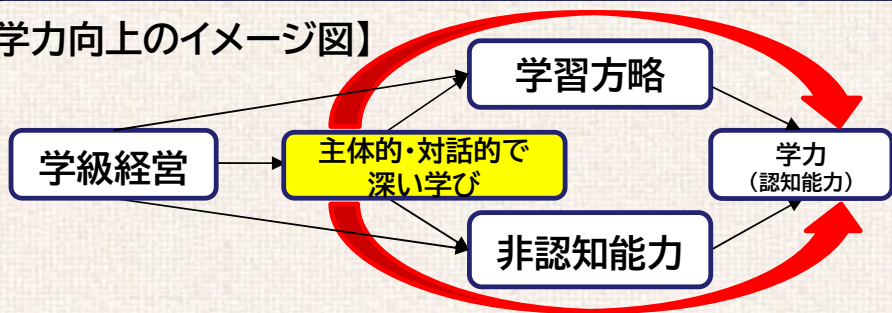 学力向上のイメージ図】
学習方略
学級経営
主体的・対話的で
深い学び
学力
（認知能力）
非認知能力